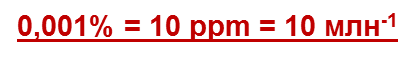 0,001% = 10 ppm = 10 млн⁻¹